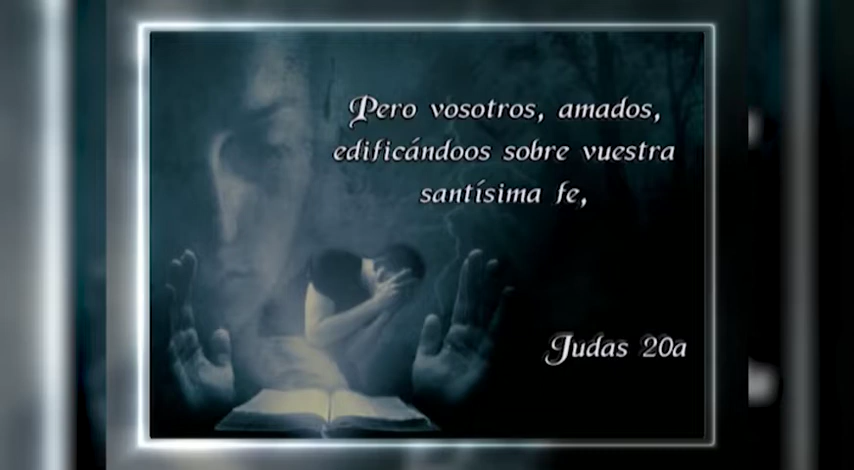 Pero vosotros, amados,
edificándoos sobre vuestra
santísima fe,
Judas 20a